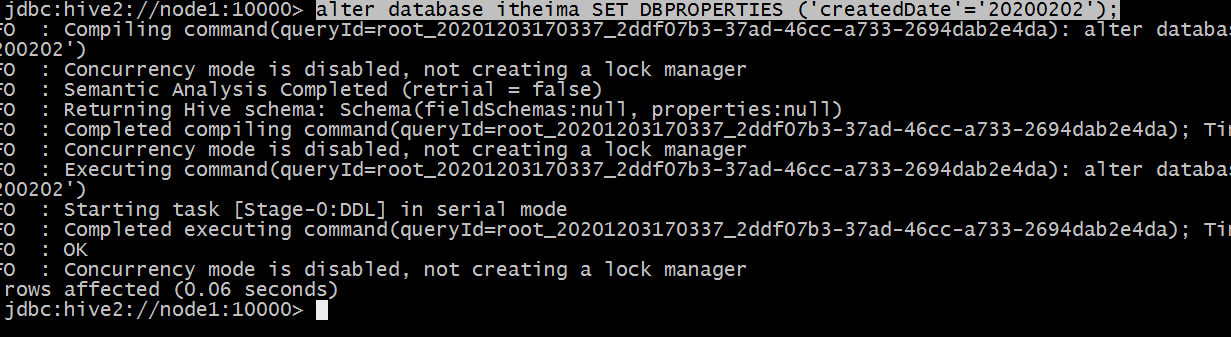 jdbc:hive2://node1:10000> alter database itheima SET DBPROPERTIES ('createdDate'='20200202');
FO  : Compiling command(queryId=root_20201203170337_2ddf07b3-37ad-46cc-a733-2694dab2e4da): alter databas
200202')
FO  : Concurrency mode is disabled, not creating a lock manager
FO  : Semantic Analysis Completed (retrial = false)
FO  : Returning Hive schema: Schema(fieldSchemas:null, properties:null)
FO  : Completed compiling command(queryId=root_20201203170337_2ddf07b3-37ad-46cc-a733-2694dab2e4da); Tim
FO  : Concurrency mode is disabled, not creating a lock manager
FO  : Executing command(queryId=root_20201203170337_2ddf07b3-37ad-46cc-a733-2694dab2e4da): alter databas
200202')
FO  : Starting task [Stage-0:DDL] in serial mode
FO  : Completed executing command(queryId=root_20201203170337_2ddf07b3-37ad-46cc-a733-2694dab2e4da); Tim
FO  : OK
FO  : Concurrency mode is disabled, not creating a lock manager
rows affected (0.06 seconds)
jdbc:hive2://node1:10000>